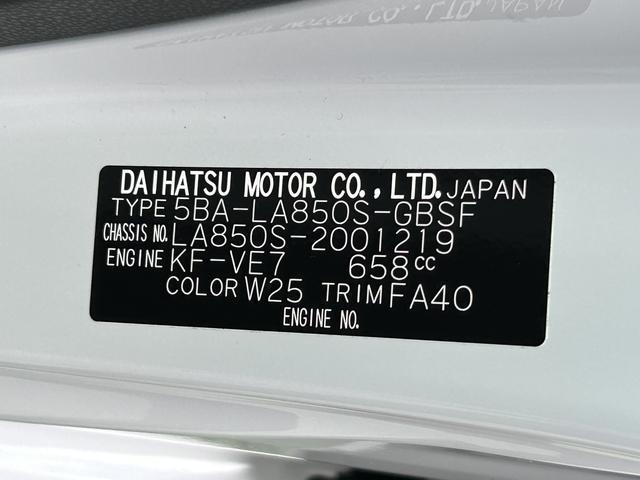 DAIHATSU MOTOR CO., LTD. JAPAN
TYPE 5BA-LA850S-GBSF
CHASSIS NO. LA850S-2001219
ENGINE KF-VE7 658cc
COLOR W25 TRIM FA40
ENGINE NO.